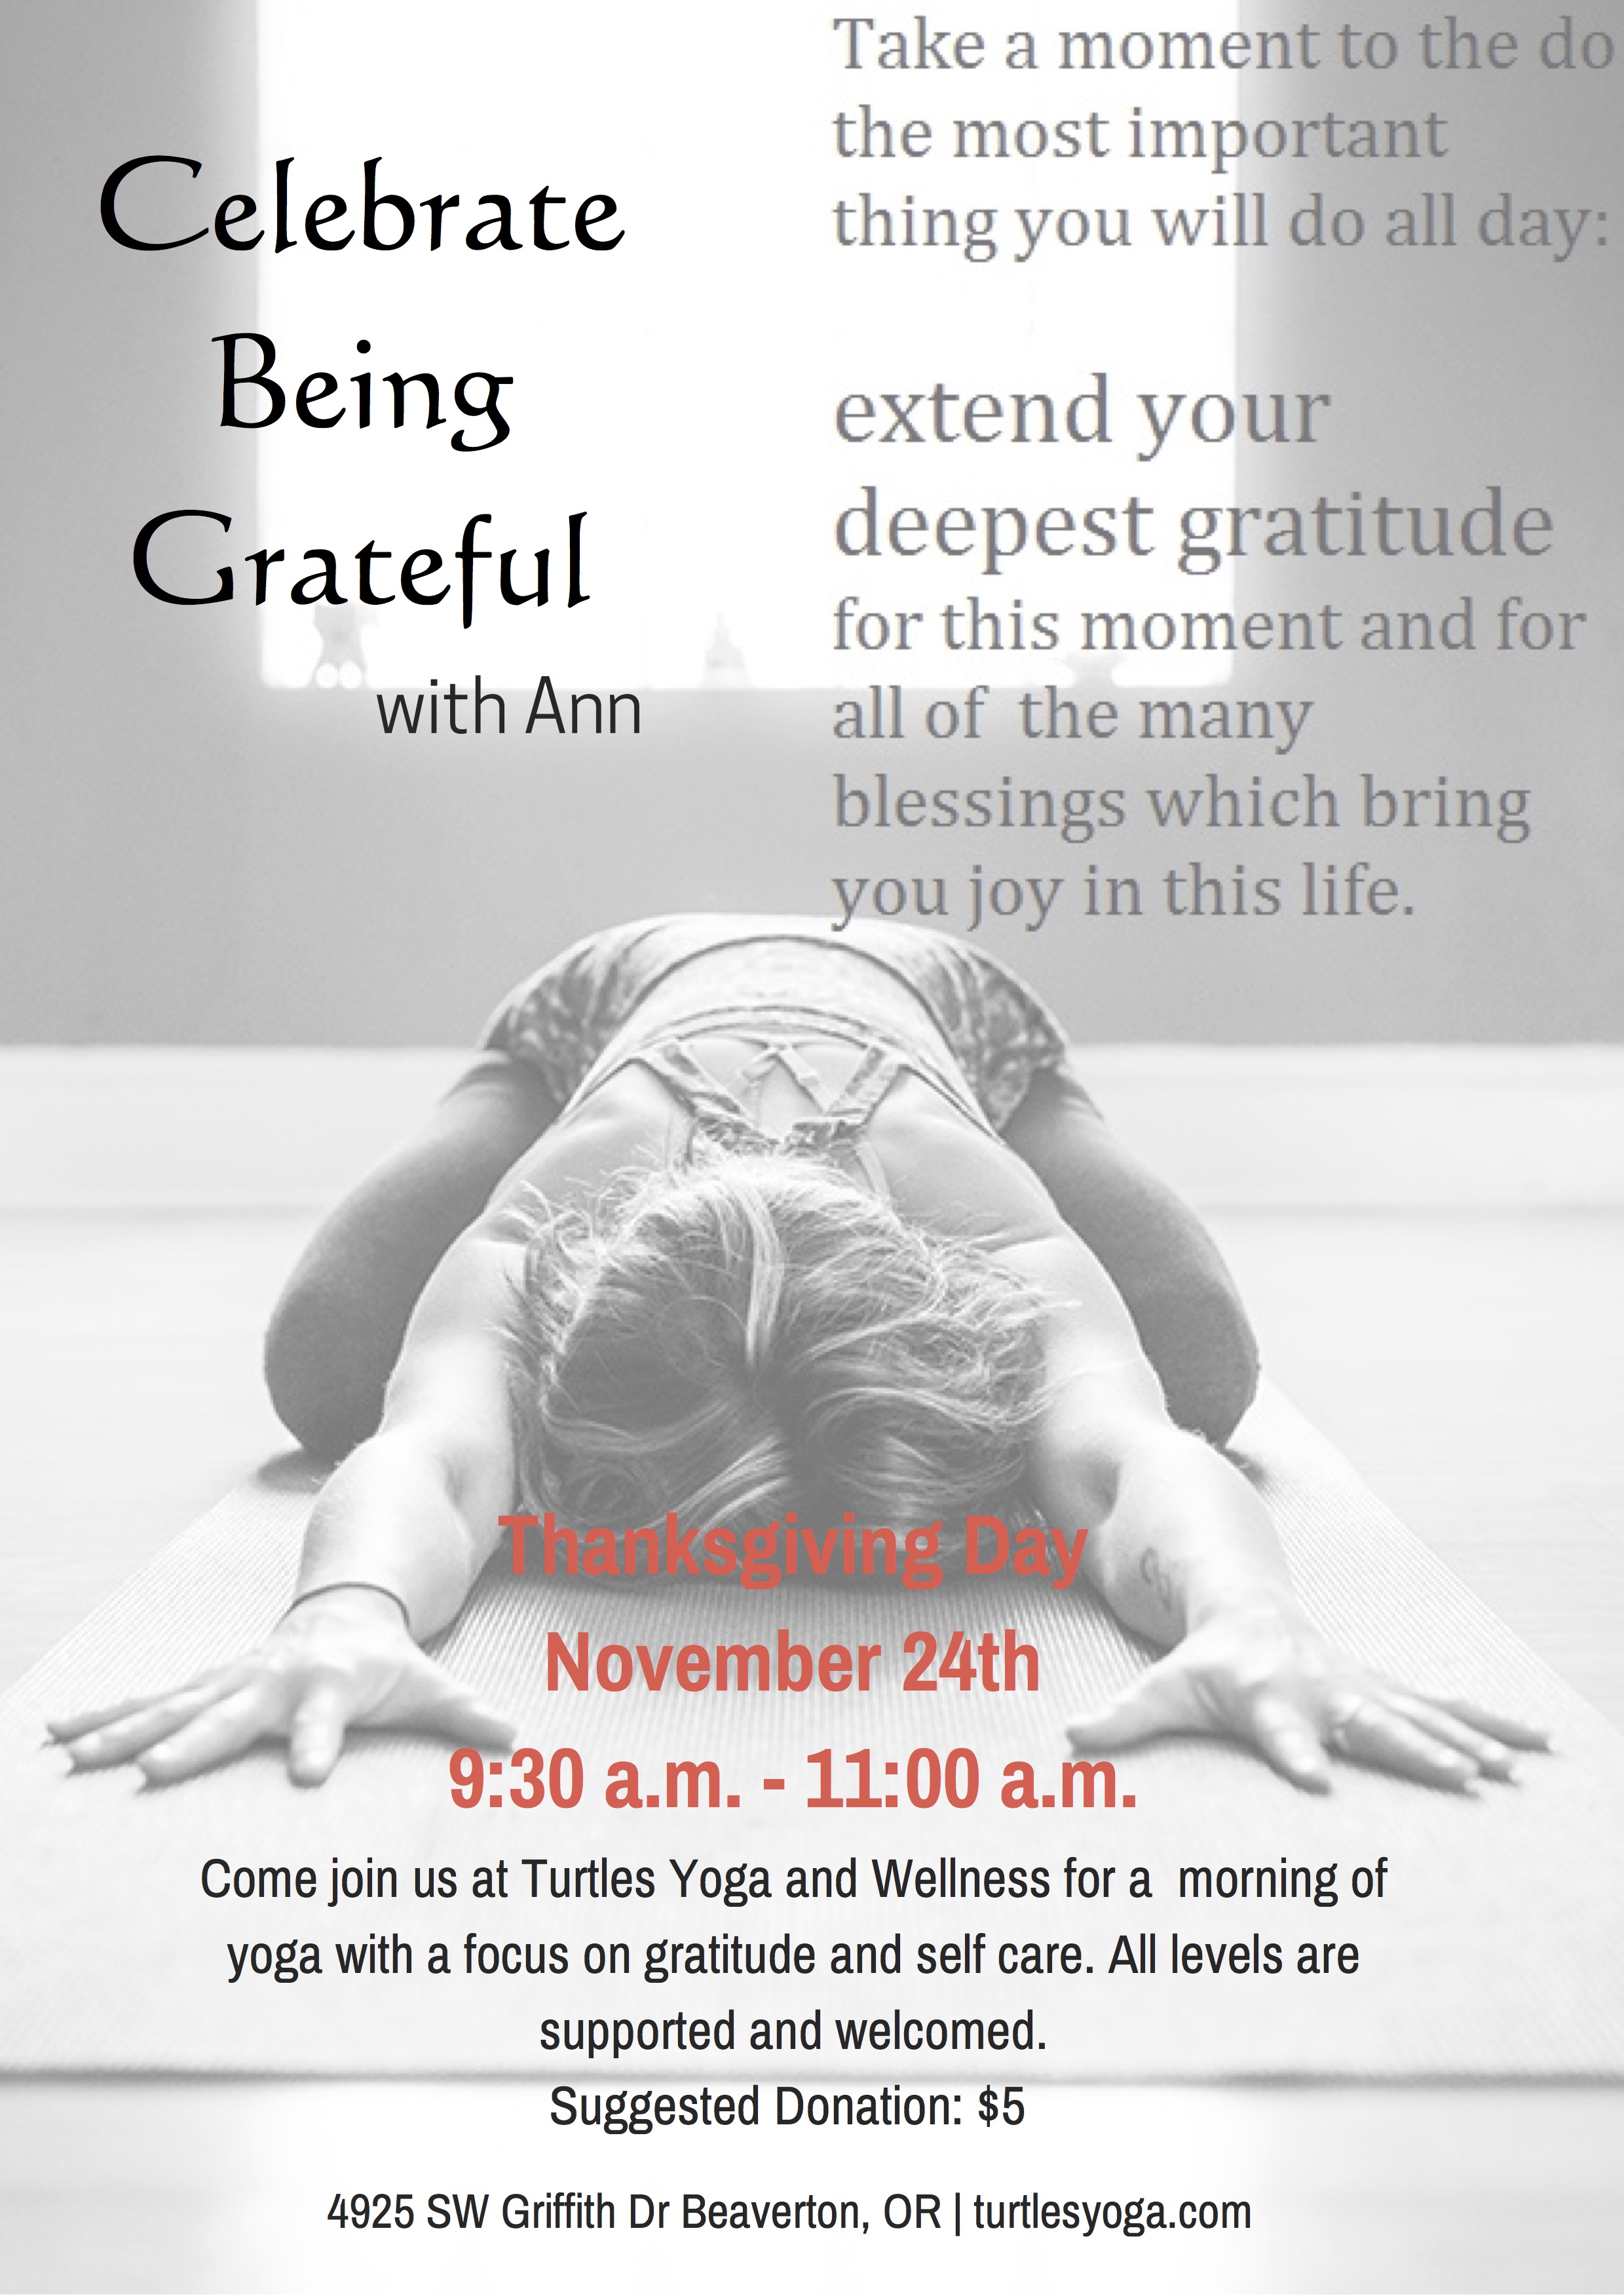 Celebrate
Being
Grateful
with Ann
Take a moment to the do
the most important
thing you will do all day:
extend your
deepest gratitude
for this moment and for
all of  the many
blessings which bring
you joy in this life.
Thanksgiving Day
November 24th
9:30 a.m. - 11:00 a.m.
Come join us at Turtles Yoga and Wellness for a  morning of
yoga with a focus on gratitude and self care. All levels are
supported and welcomed.
Suggested Donation: $5
4925 SW Griffith Dr Beaverton, OR | turtlesyoga.com